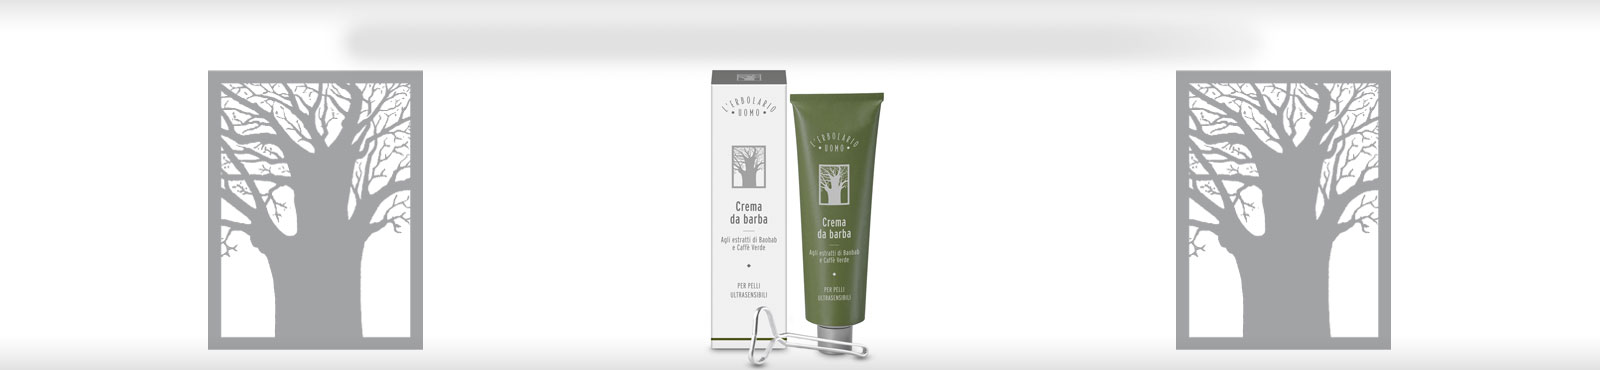 L'ERBOLARIO
UOMO
Crema
da barba
Agli estratti di Baobab
e Caffè Verde
PER PELLI
ULTRASENSIBILI
L'ERBOLARIO
UOMO
Crema
da barba
Agli estratti di Baobab
e Caffè Verde
PER PELLI
ULTRASENSIBILI